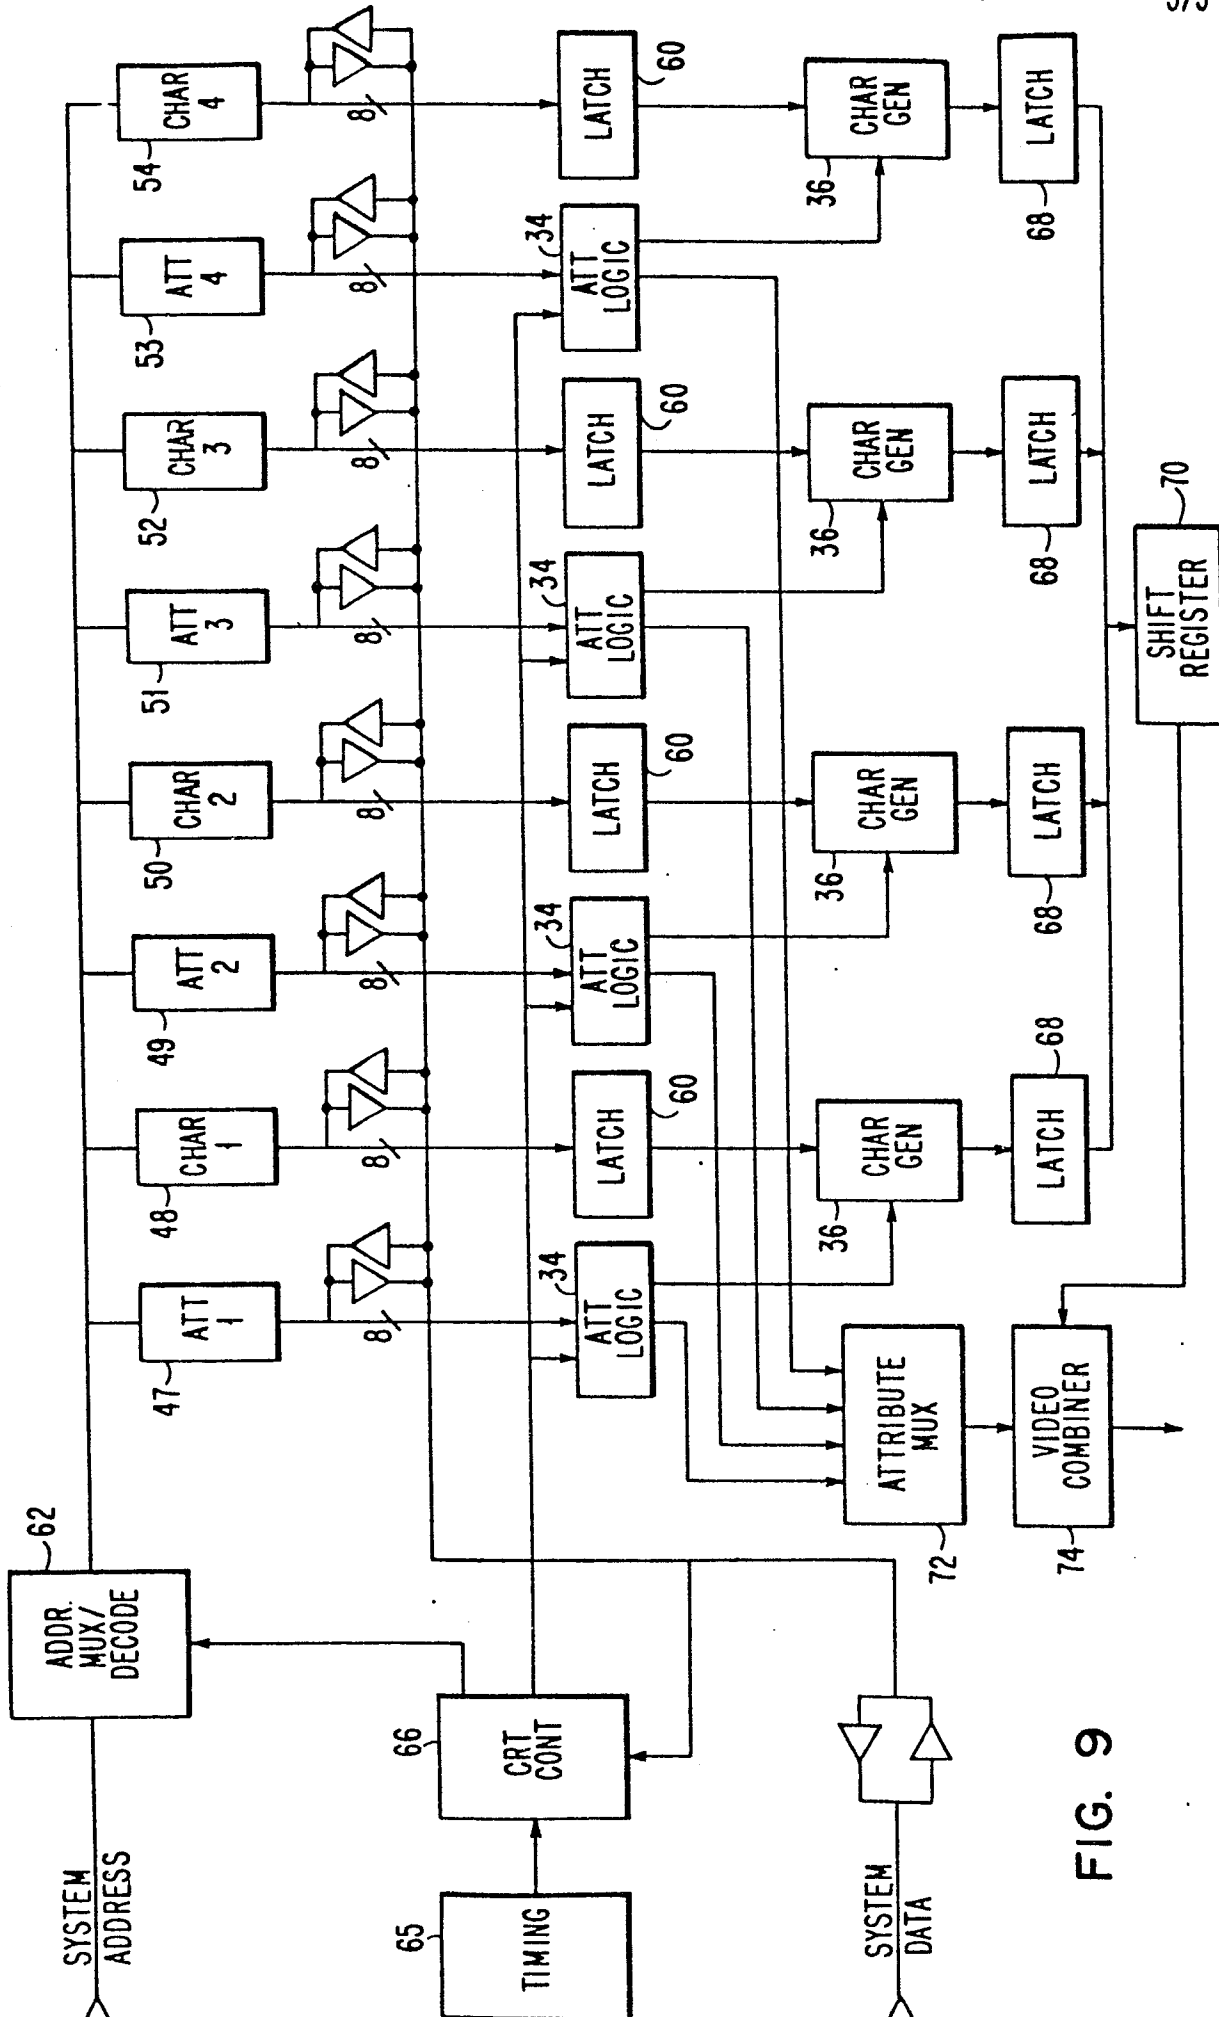 SYSTEM
ADDRESS
ADDR.
MUX/
DECODE
62
ATT
1
47
CHAR
1
48
ATT
2
49
CHAR
2
50
ATT
3
51
CHAR
3
52
ATT
4
53
CHAR
4
54
8
8
8
8
8
8
8
8
65
TIMING
66
CRT
CONT
34
ATT
LOGIC
60
LATCH
34
ATT
LOGIC
60
LATCH
34
ATT
LOGIC
60
LATCH
34
ATT
LOGIC
60
LATCH
36
CHAR
GEN
36
CHAR
GEN
36
CHAR
GEN
36
CHAR
GEN
SYSTEM
DATA
72
ATTRIBUTE
MUX
74
VIDEO
COMBINER
68
LATCH
68
LATCH
68
LATCH
68
LATCH
70
SHIFT
REGISTER
FIG. 9